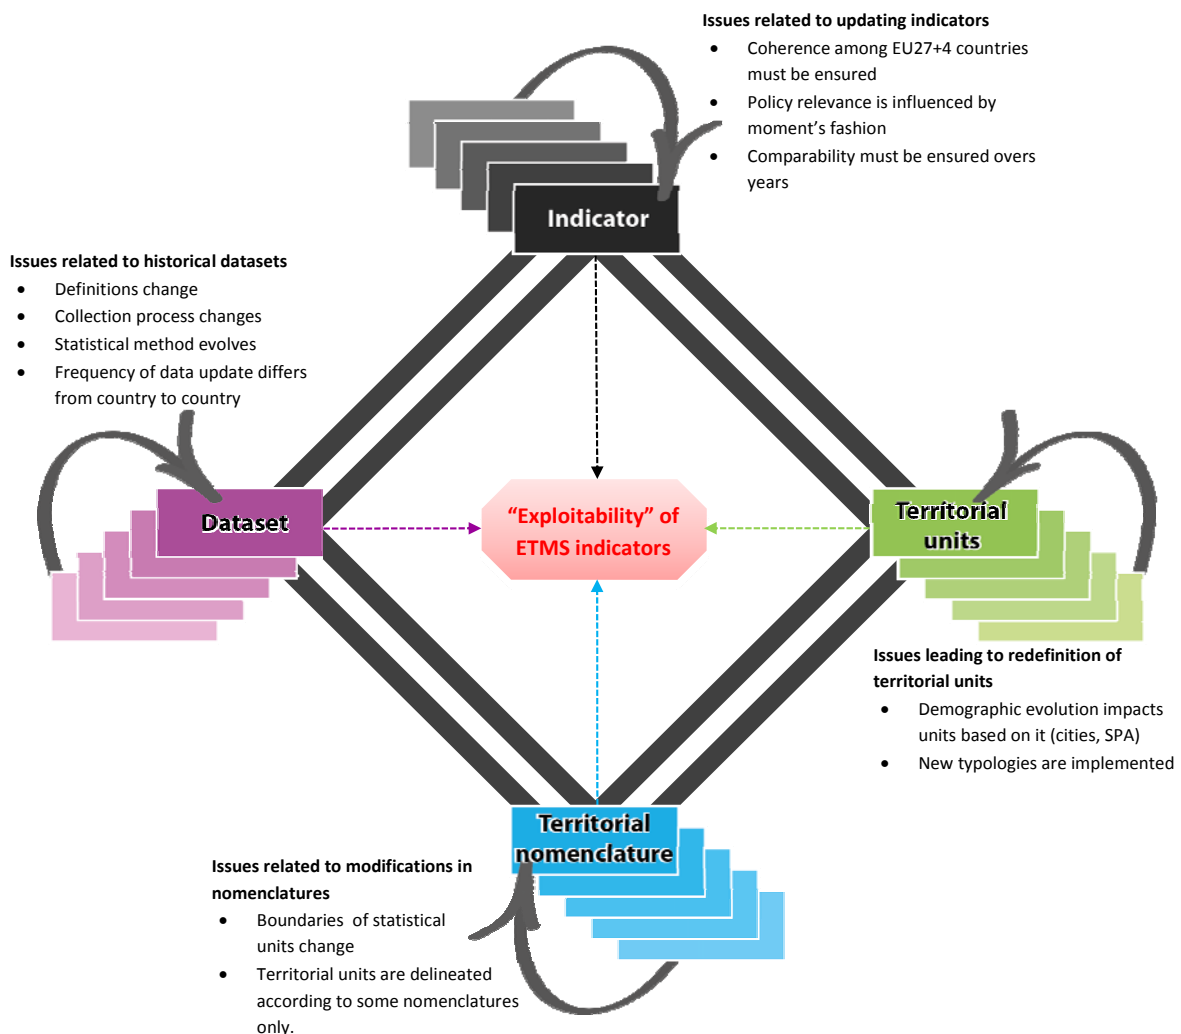 Issues related to updating indicators
• Coherence among EU27+4 countries
must be ensured
• Policy relevance is influenced by
moment's fashion
• Comparability must be ensured overs
years
Indicator
Issues related to historical datasets
• Definitions change
• Collection process changes
• Statistical method evolves
• Frequency of data update differs
from country to country
Dataset
"Exploitability" of
ETMS indicators
Territorial
units
Issues leading to redefinition of
territorial units
• Demographic evolution impacts
units based on it (cities, SPA)
• New typologies are implemented
Territorial
nomenclature
Issues related to modifications in
nomenclatures
• Boundaries of statistical
units change
• Territorial units are delineated
according to some nomenclatures
only.